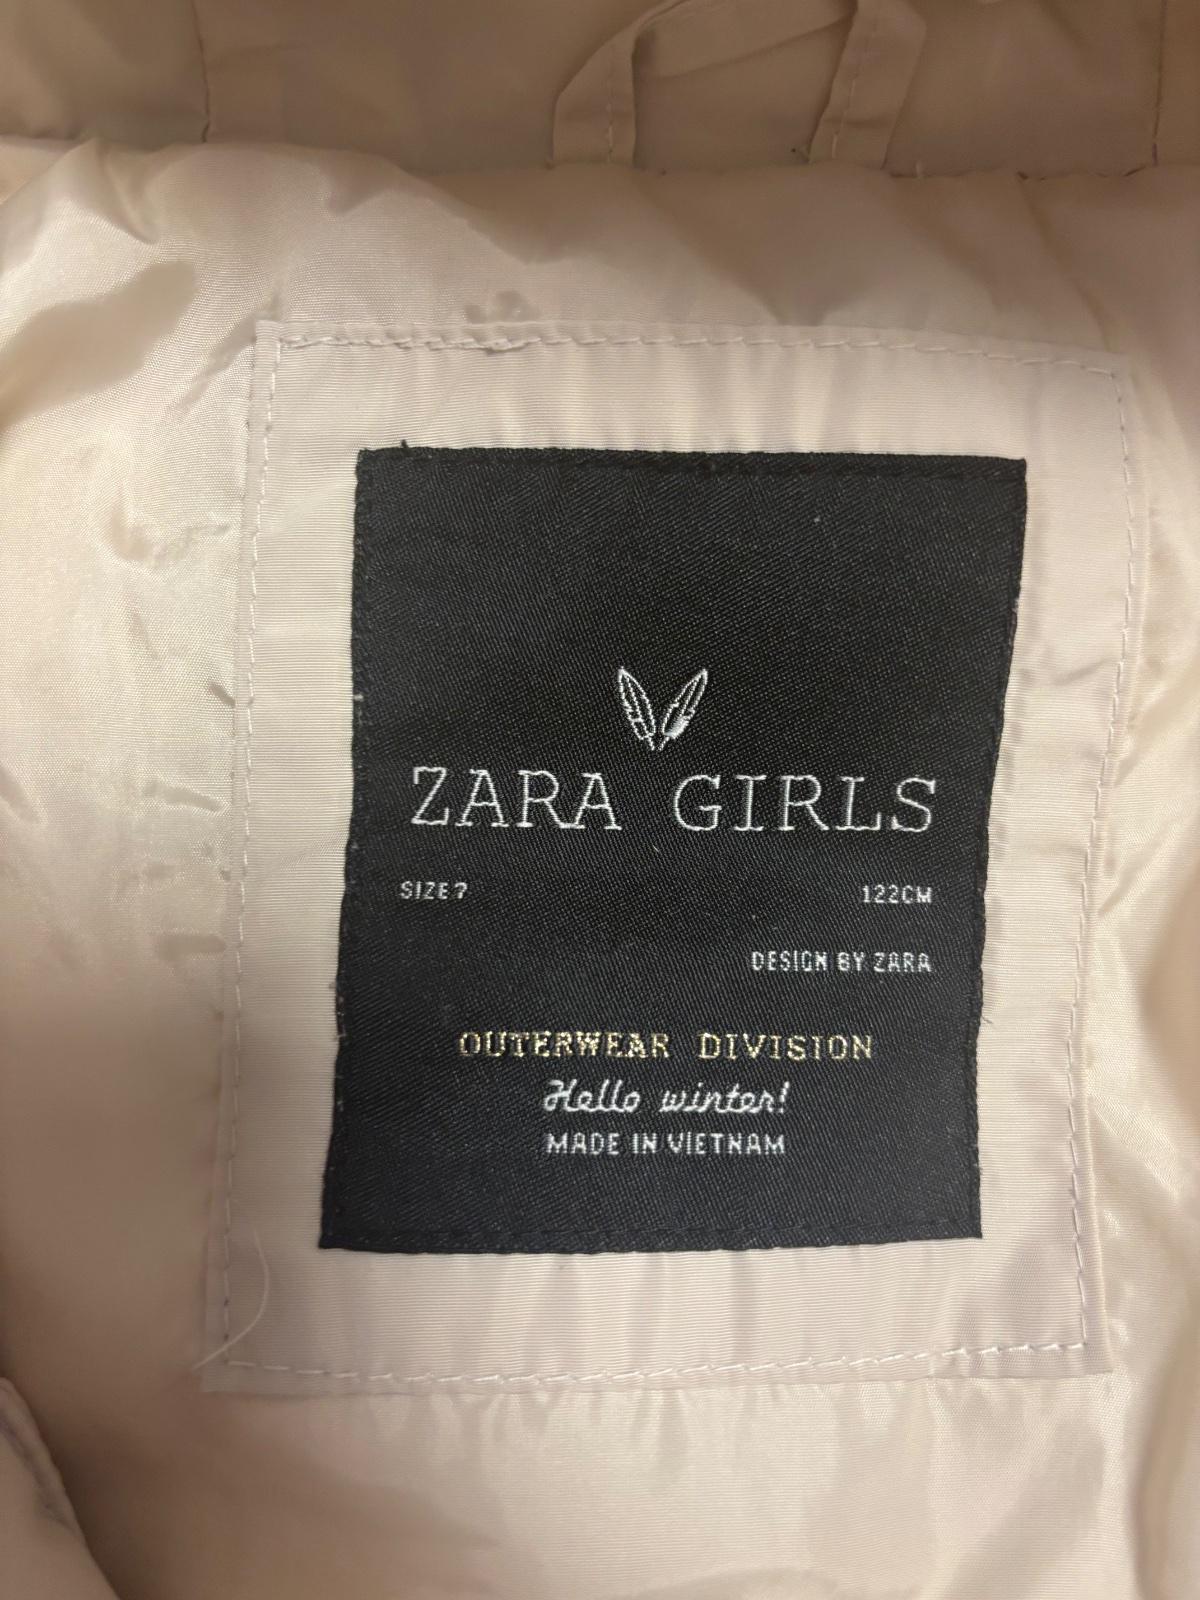 ZARA GIRLS
SIZE 7 122CM
DESIGN BY ZARA
OUTERWEAR DIVISION
Hello winter!
MADE IN VIETNAM